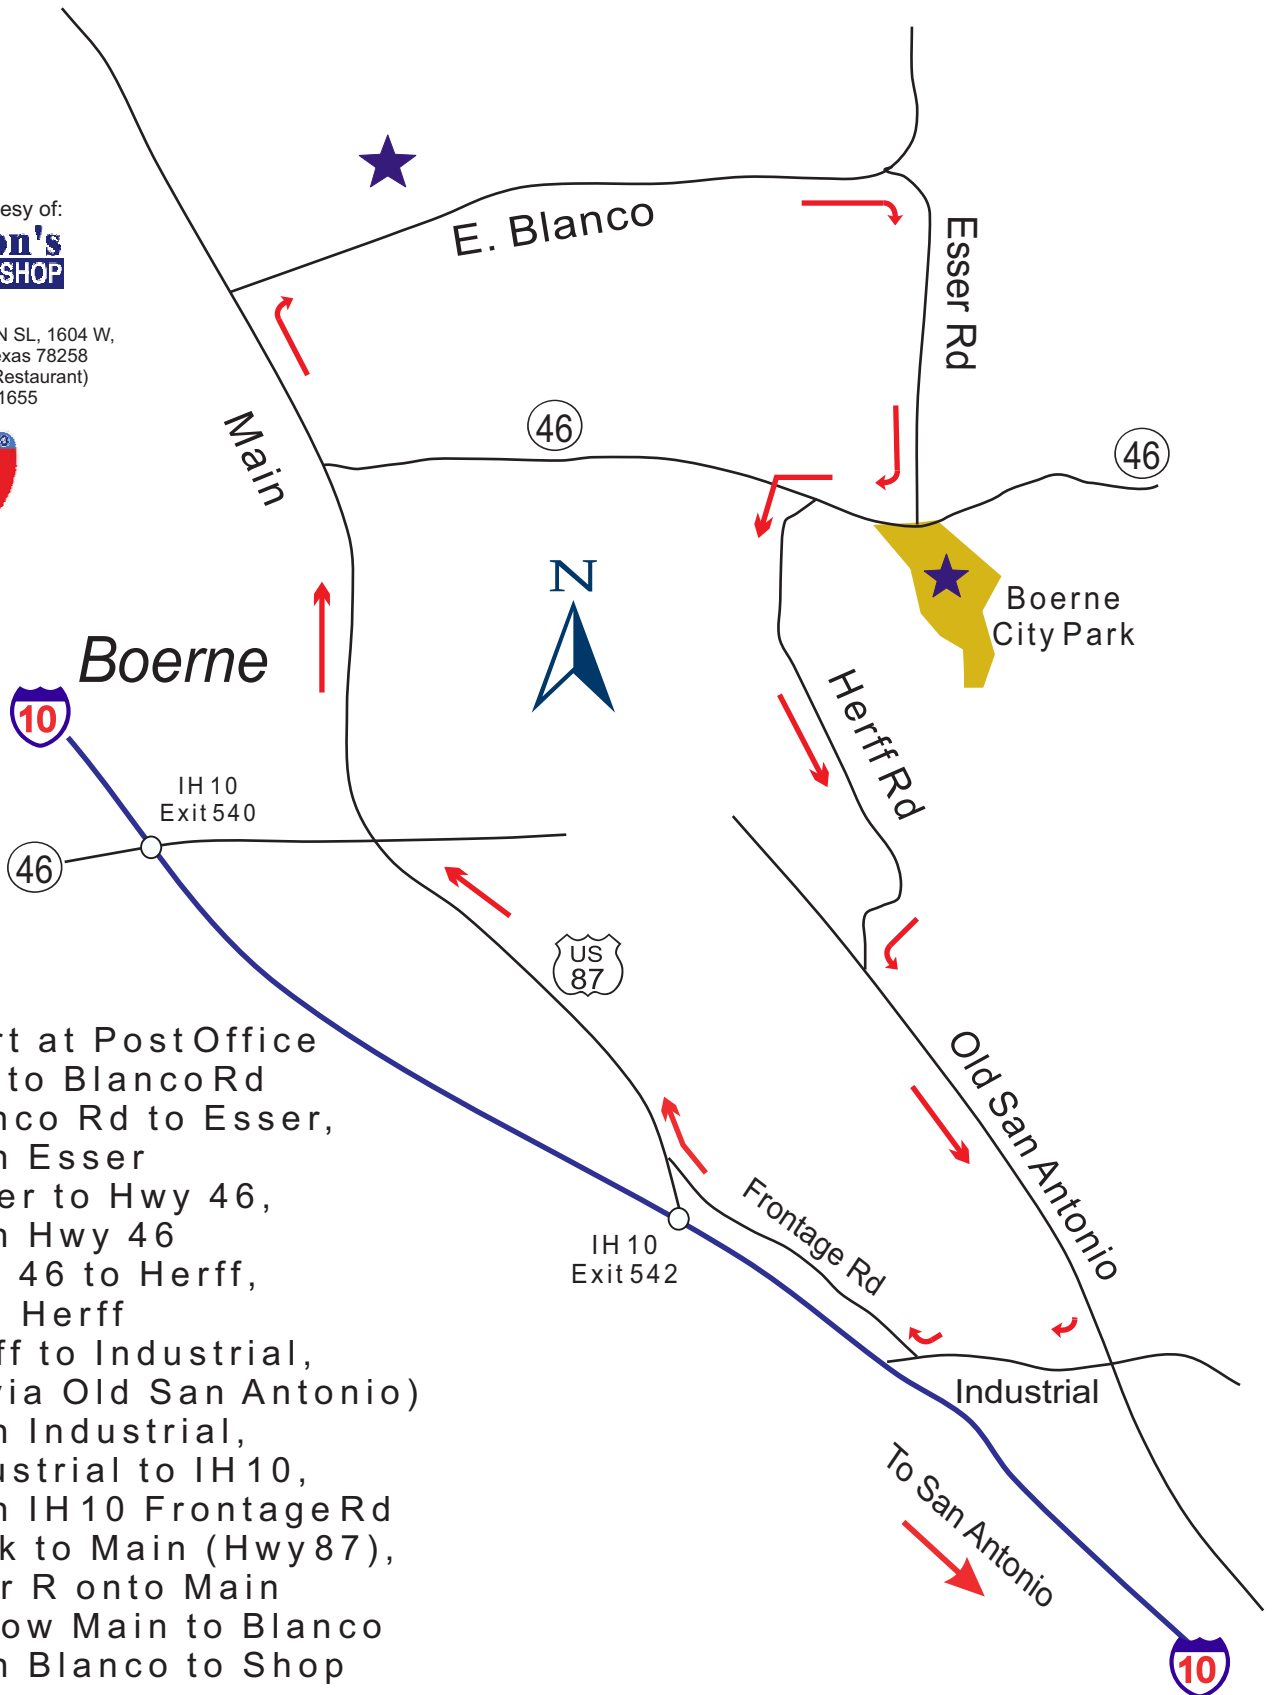 esy of:
on's
SHOP
N SL, 1604 W,
exas 78258
Restaurant)
1655
E. Blanco
Esser Rd
Main
46
46
N
Boerne
City Park
Boerne
10
Herff Rd
IH 10
Exit 540
46
US
87
Old San Antonio
Frontage Rd
IH 10
Exit 542
Industrial
To San Antonio
10
rt at Post Office
to Blanco Rd
nco Rd to Esser,
n Esser
er to Hwy 46,
n Hwy 46
46 to Herff,
Herff
ff to Industrial,
via Old San Antonio)
n Industrial,
ustrial to IH 10,
n IH 10 Frontage Rd
k to Main (Hwy 87),
r R onto Main
ow Main to Blanco
n Blanco to Shop